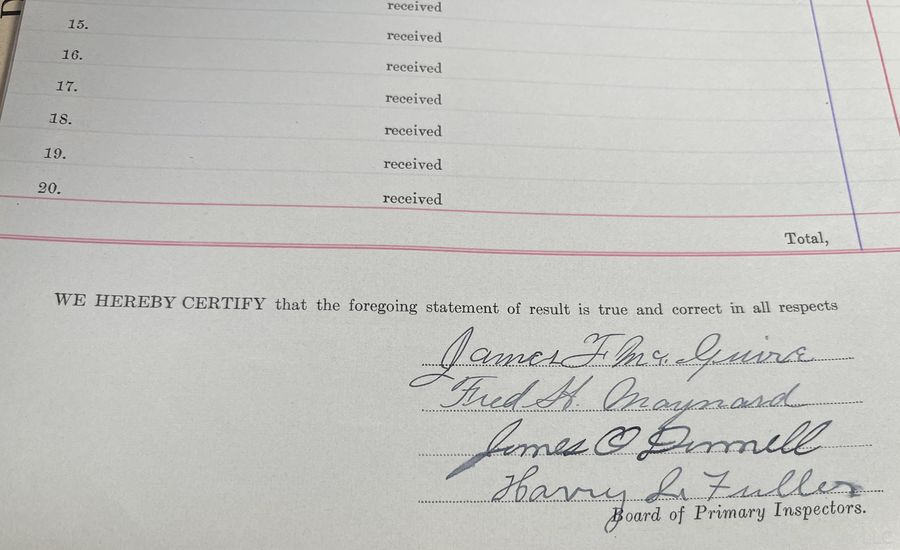 received
15. received
16. received
17. received
18. received
19. received
20. received
Total,
WE HEREBY CERTIFY that the foregoing statement of result is true and correct in all respects
James F. McGuire
Fred H. Maynard
James O Donnell
Harry L. Fuller
Board of Primary Inspectors.